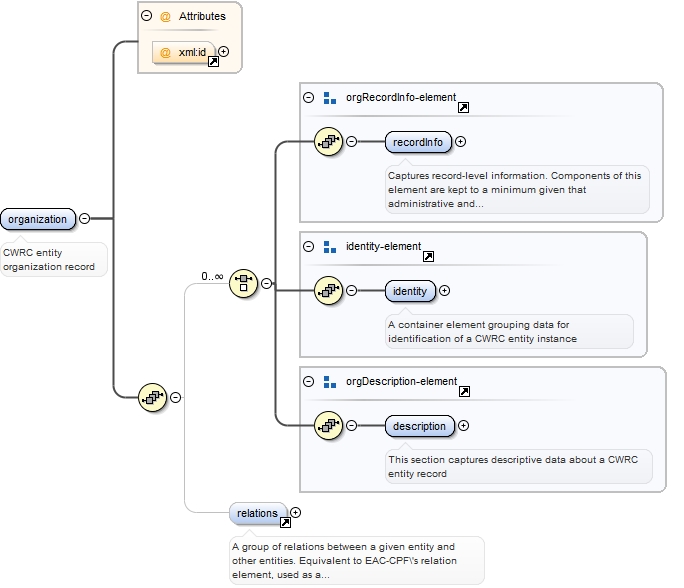 @ Attributes
@ xml:id
organization
CWRC entity
organization record
0..∞
orgRecordInfo-element
recordInfo
Captures record-level information. Components of this
element are kept to a minimum given that
administrative and...
identity-element
identity
A container element grouping data for
identification of a CWRC entity instance
orgDescription-element
description
This section captures descriptive data about a CWRC
entity record
relations
A group of relations between a given entity and
other entities. Equivalent to EAC-CPF\'s relation
element, used as a...